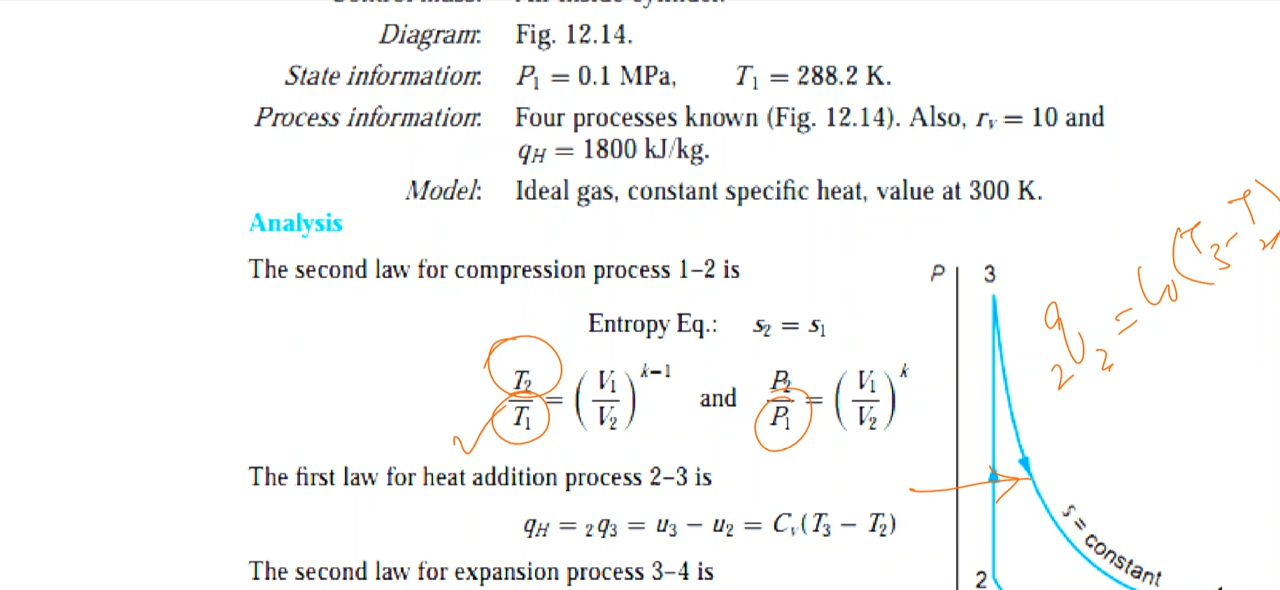 Diagram: Fig. 12.14.
State information: P₁ = 0.1 MPa, T₁ = 288.2 K.
Process information: Four processes known (Fig. 12.14). Also, rᵥ = 10 and
qH = 1800 kJ/kg.
Model: Ideal gas, constant specific heat, value at 300 K.
Analysis
The second law for compression process 1–2 is
Entropy Eq.: s₂ = s₁
T₂/T₁ = (V₁/V₂)^k−1 and P₂/P₁ = (V₁/V₂)^k
The first law for heat addition process 2–3 is
qH = ₂q₃ = u₃ − u₂ = Cᵥ(T₃ − T₂)
The second law for expansion process 3–4 is
P 3
s = constant
2
(T₃-T₂)